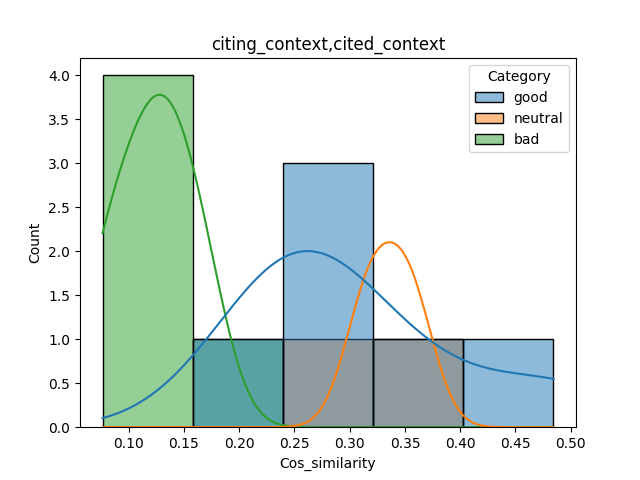 citing_context,cited_context
Category
good
neutral
bad
Count
4.0
3.5
3.0
2.5
2.0
1.5
1.0
0.5
0.0
0.10 0.15 0.20 0.25 0.30 0.35 0.40 0.45 0.50
Cos_similarity